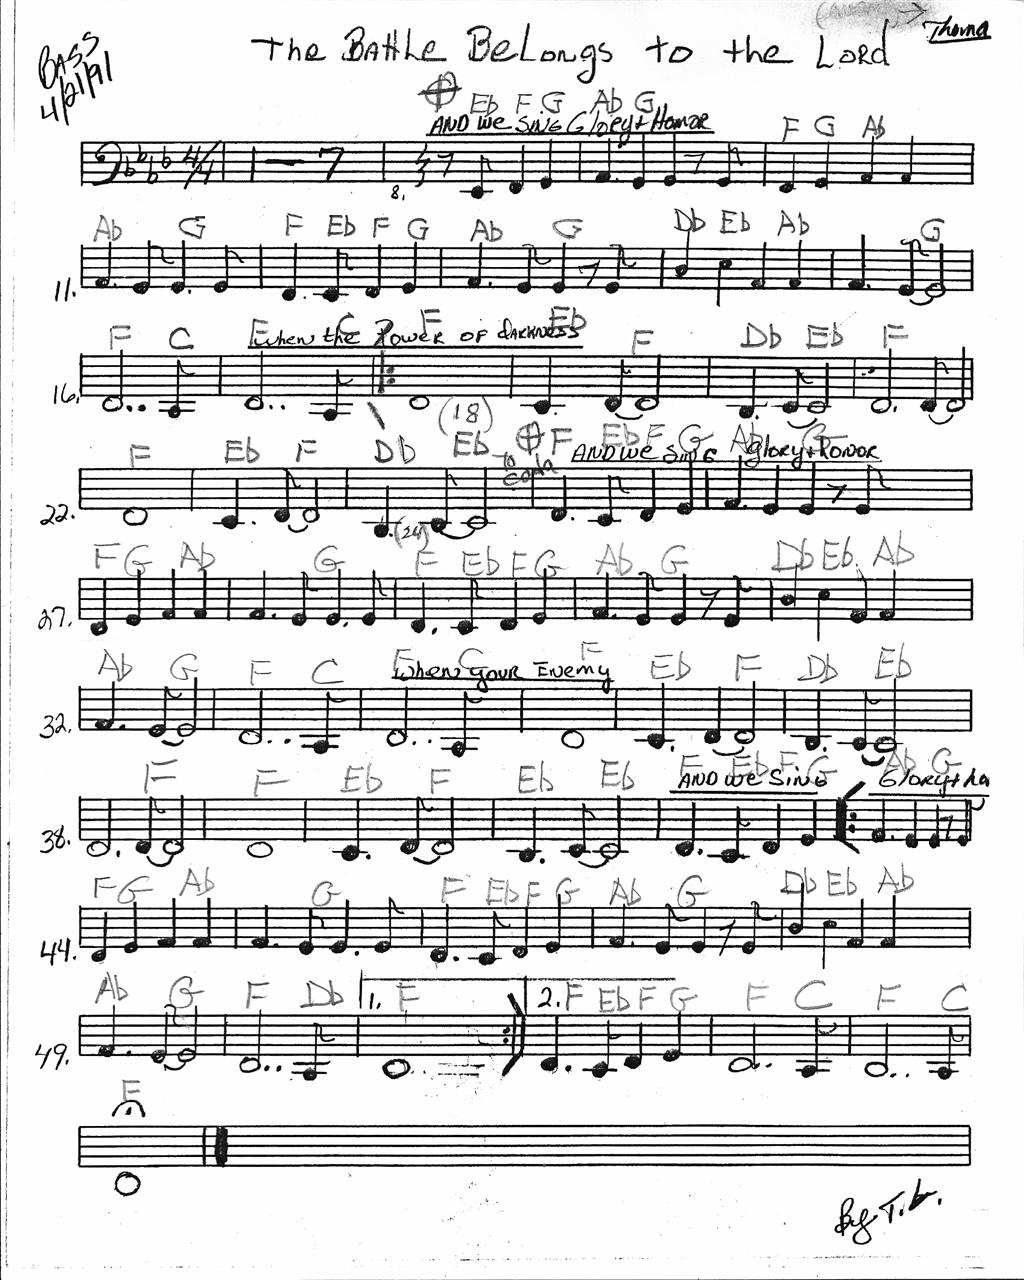 Thoma
The Battle Belongs to the Lord
BASS
4/21/91
Eb F G Ab G
AND we SING Glory + Honor
F G Ab
4/4
7
8.
Ab G F Eb F G Ab G Db Eb Ab G
11.
F C F C F Eb F Db Eb F
when the Power of darkness
16.
(18)
F Eb F Db Eb to coda F Eb F G Ab G
AND we SING glory + Honor
22.
(24)
F G Ab G F Eb F G Ab G Db Eb Ab
27.
Ab G F C F C F Eb F Db Eb
when your Enemy
32.
F F Eb F Eb Eb F Eb F G Ab G
AND we SING Glory + Ho
38.
F G Ab G F Eb F G Ab G Db Eb Ab
44.
Ab G F Db 1. F 2. F Eb F G F C F C
49.
F
By T.b.